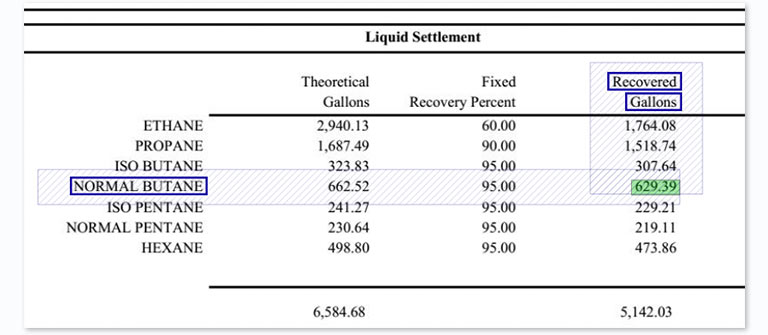 Liquid Settlement
Theoretical Fixed Recovered
Gallons Recovery Percent Gallons
ETHANE 2,940.13 60.00 1,764.08
PROPANE 1,687.49 90.00 1,518.74
ISO BUTANE 323.83 95.00 307.64
NORMAL BUTANE 662.52 95.00 629.39
ISO PENTANE 241.27 95.00 229.21
NORMAL PENTANE 230.64 95.00 219.11
HEXANE 498.80 95.00 473.86
6,584.68 5,142.03